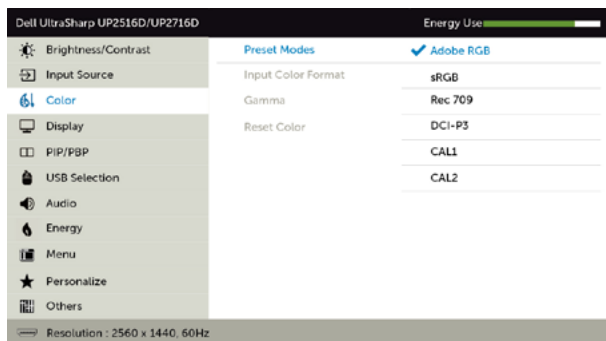 Dell UltraSharp UP2516D/UP2716D
Energy Use
Brightness/Contrast
Input Source
Color
Display
PIP/PBP
USB Selection
Audio
Energy
Menu
Personalize
Others
Preset Modes
Input Color Format
Gamma
Reset Color
Adobe RGB
sRGB
Rec 709
DCI-P3
CAL1
CAL2
Resolution : 2560 x 1440, 60Hz